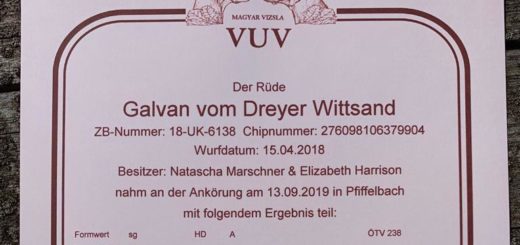 MAGYAR VIZSLA
VUV
Der Rüde
Galvan vom Dreyer Wittsand
ZB-Nummer: 18-UK-6138 Chipnummer: 276098106379904
Wurfdatum: 15.04.2018
Besitzer: Natascha Marschner & Elizabeth Harrison
nahm an der Ankörung am 13.09.2019 in Pfiffelbach
mit folgendem Ergebnis teil:
Formwert sg HD A ÖTV 238